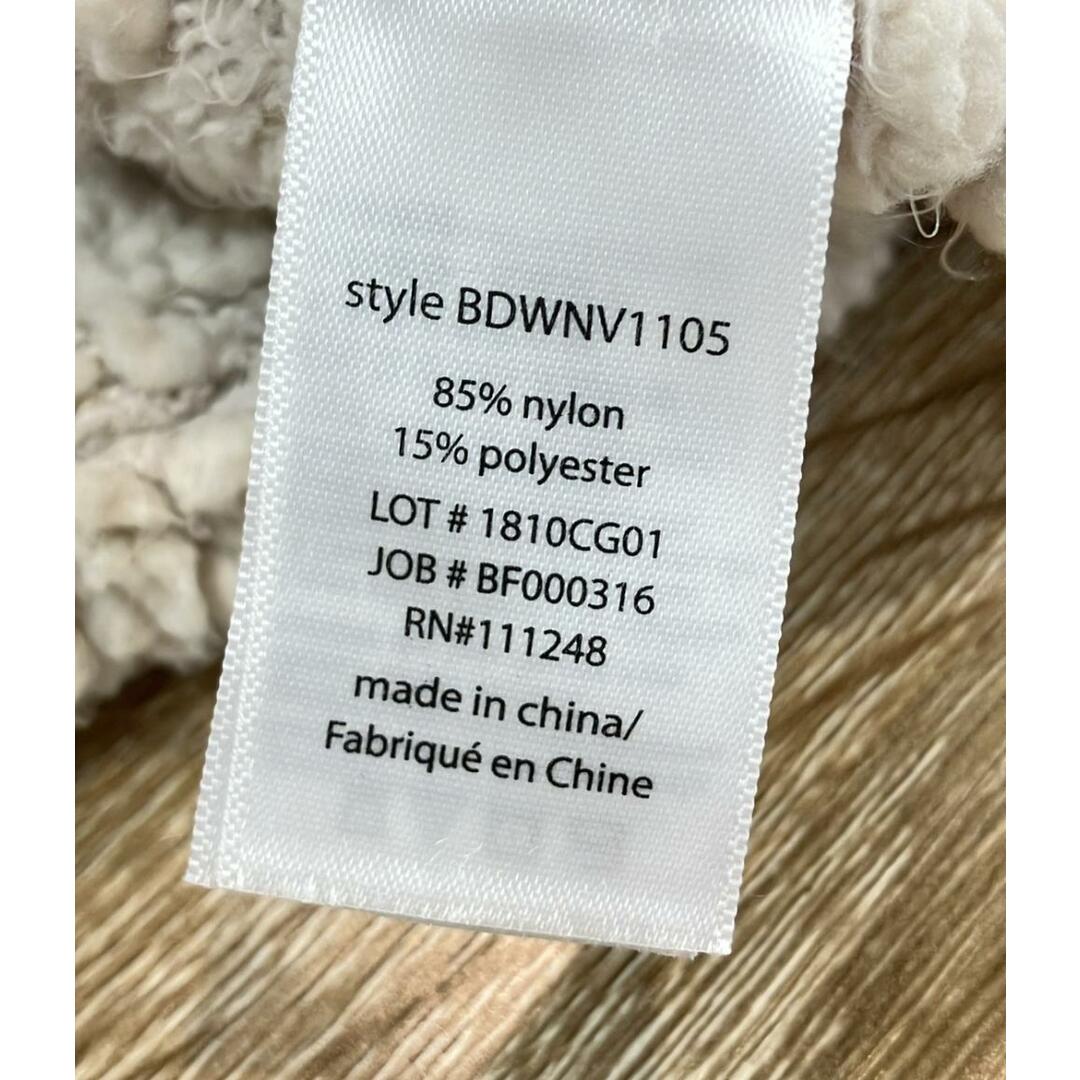 style BDWNV1105
85% nylon
15% polyester
LOT # 1810CG01
JOB # BF000316
RN#111248
made in china/
Fabriqué en Chine